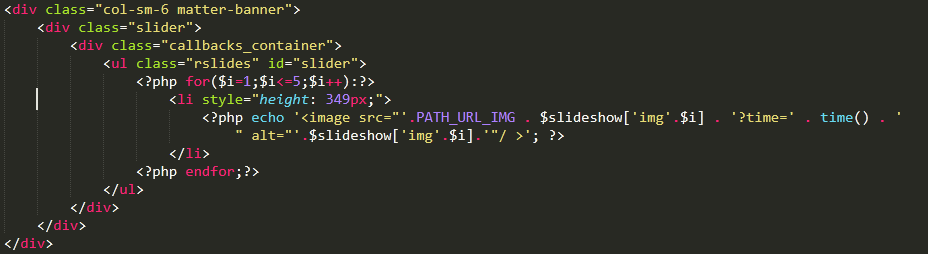 <div class="col-sm-6 matter-banner">
    <div class="slider">
        <div class="callbacks_container">
            <ul class="rslides" id="slider">
                <?php for($i=1;$i<=5;$i++):?>
                    <li style="height: 349px;">
                        <?php echo '<image src="'.PATH_URL_IMG . $slideshow['img'.$i] . '?time=' . time() . '
                            " alt="'.$slideshow['img'.$i].'"/ >'; ?>
                    </li>
                <?php endfor;?>
            </ul>
        </div>
    </div>
</div>